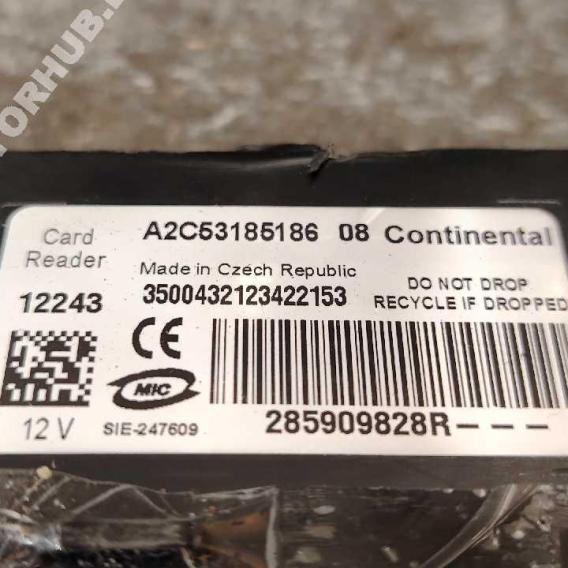 Card Reader
A2C53185186 08 Continental
Made in Czech Republic
12243
3500432123422153
DO NOT DROP
RECYCLE IF DROPPED
CE
MIC
12 V
SIE-247609
285909828R---